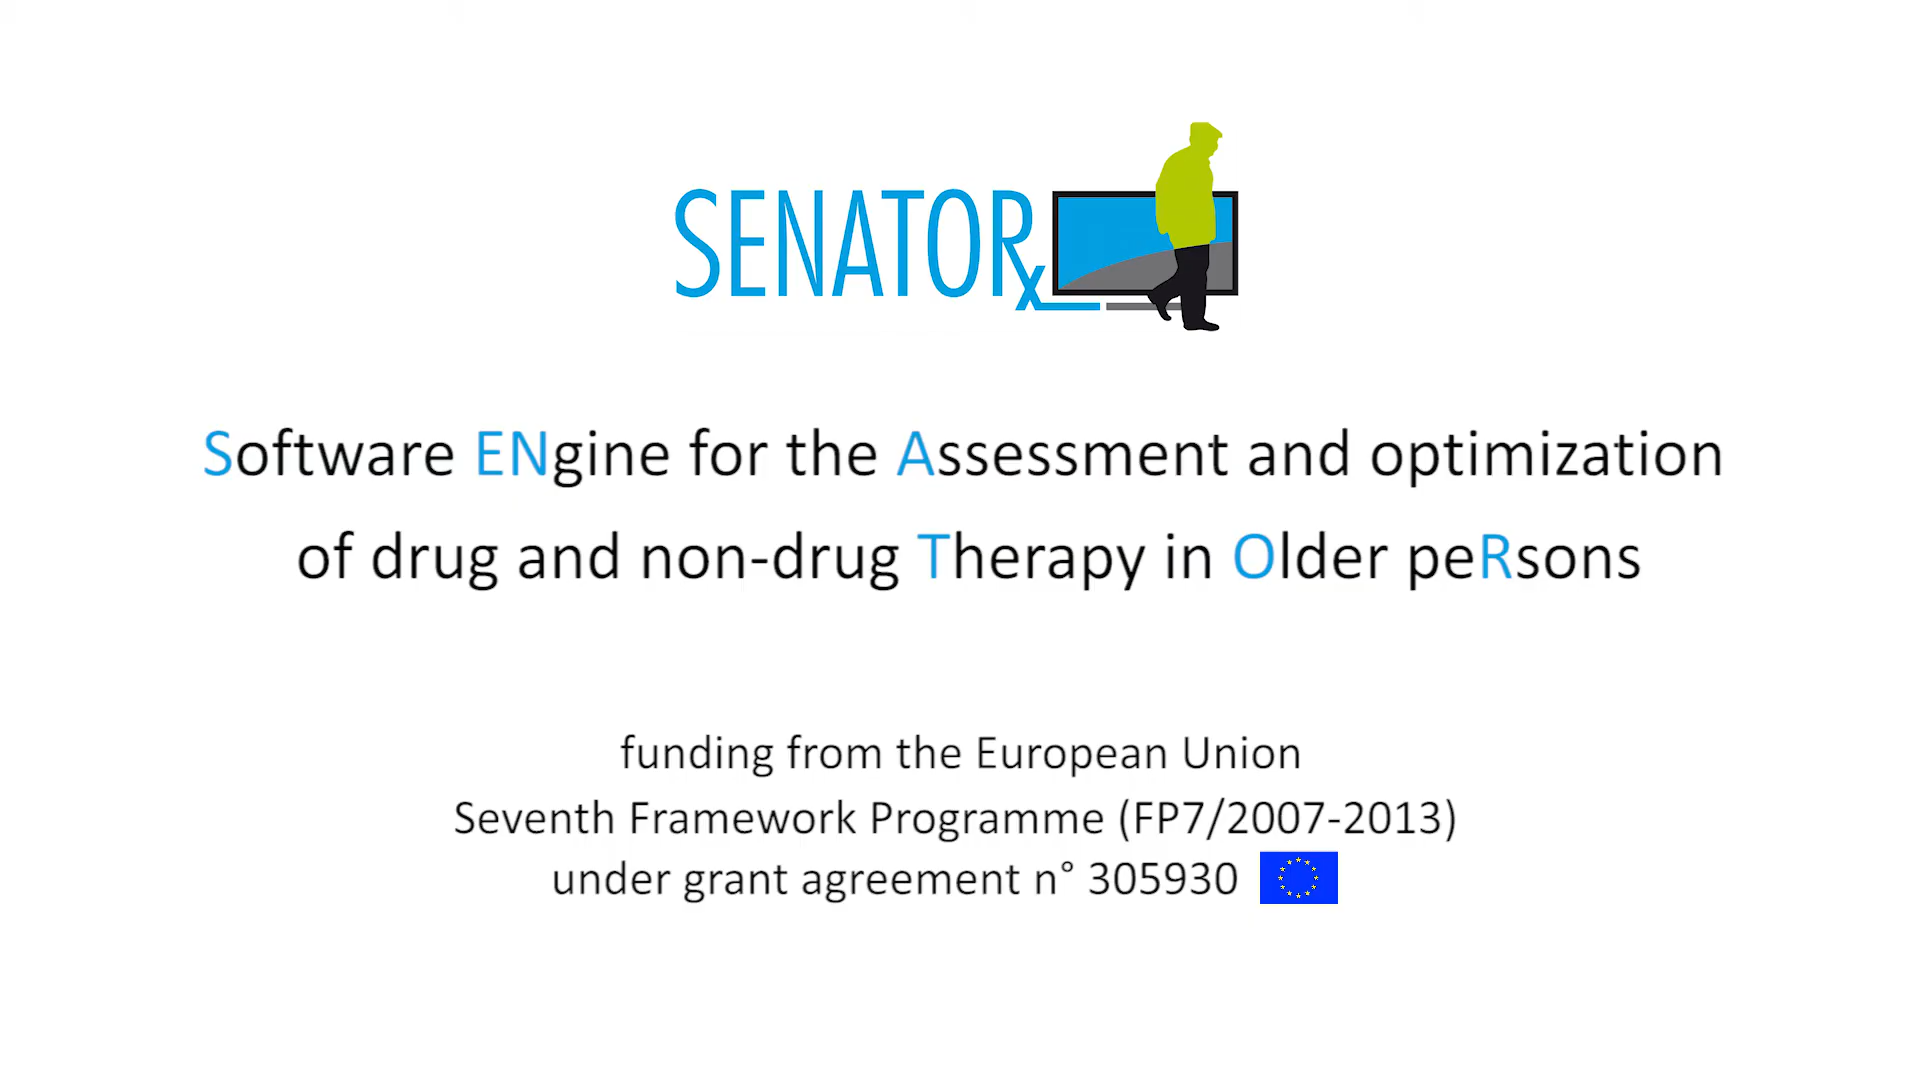 SENATORx
Software ENgine for the Assessment and optimization
of drug and non-drug Therapy in Older peRsons
funding from the European Union
Seventh Framework Programme (FP7/2007-2013)
under grant agreement n° 305930